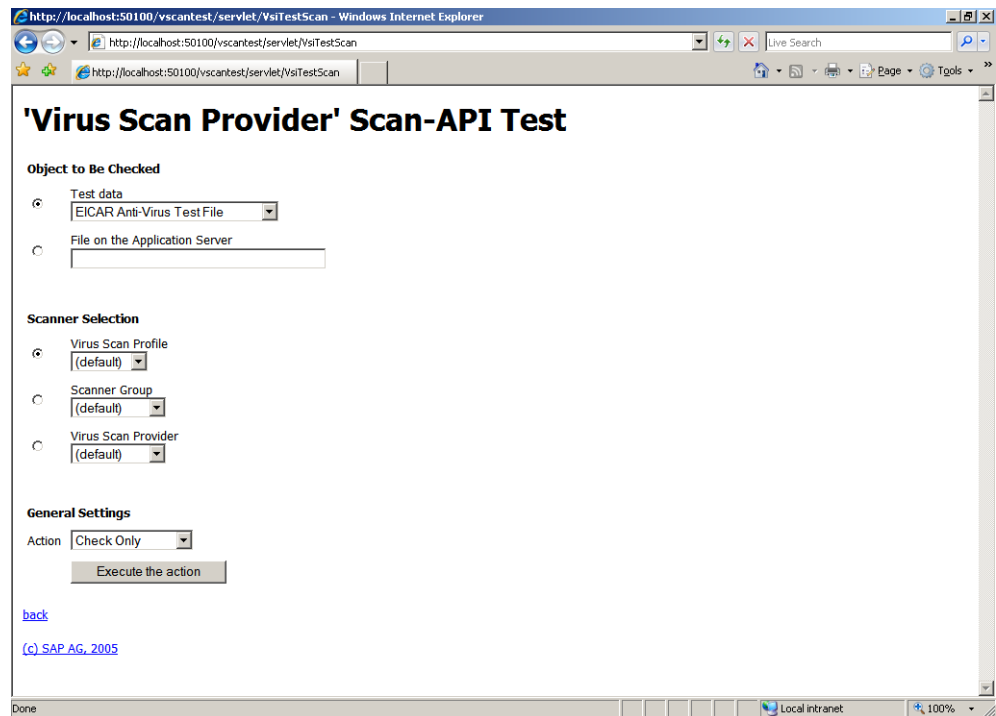 http://localhost:50100/vscantest/servlet/VsiTestScan - Windows Internet Explorer
http://localhost:50100/vscantest/servlet/VsiTestScan
Live Search
http://localhost:50100/vscantest/servlet/VsiTestScan
Page
Tools
'Virus Scan Provider' Scan-API Test
Object to Be Checked
Test data
EICAR Anti-Virus Test File
File on the Application Server
Scanner Selection
Virus Scan Profile
(default)
Scanner Group
(default)
Virus Scan Provider
(default)
General Settings
Action Check Only
Execute the action
back
(c) SAP AG, 2005
Done
Local intranet
100%